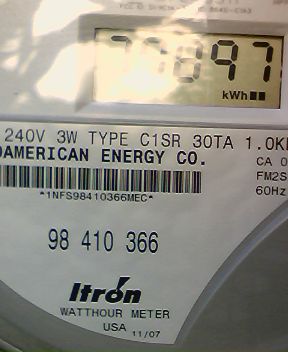 kWh
240V 3W TYPE C1SR 30TA 1.0K
AMERICAN ENERGY CO.
CA 0
FM2S
60Hz
*1NFS98410366MEC*
98 410 366
Itron
WATTHOUR METER
USA 11/07